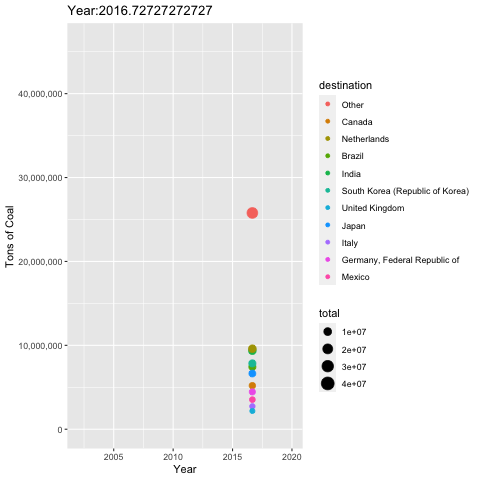 Year:2016.72727272727
40,000,000
30,000,000
20,000,000
10,000,000
0
Tons of Coal
2005 2010 2015 2020
Year
destination
Other
Canada
Netherlands
Brazil
India
South Korea (Republic of Korea)
United Kingdom
Japan
Italy
Germany, Federal Republic of
Mexico
total
1e+07
2e+07
3e+07
4e+07